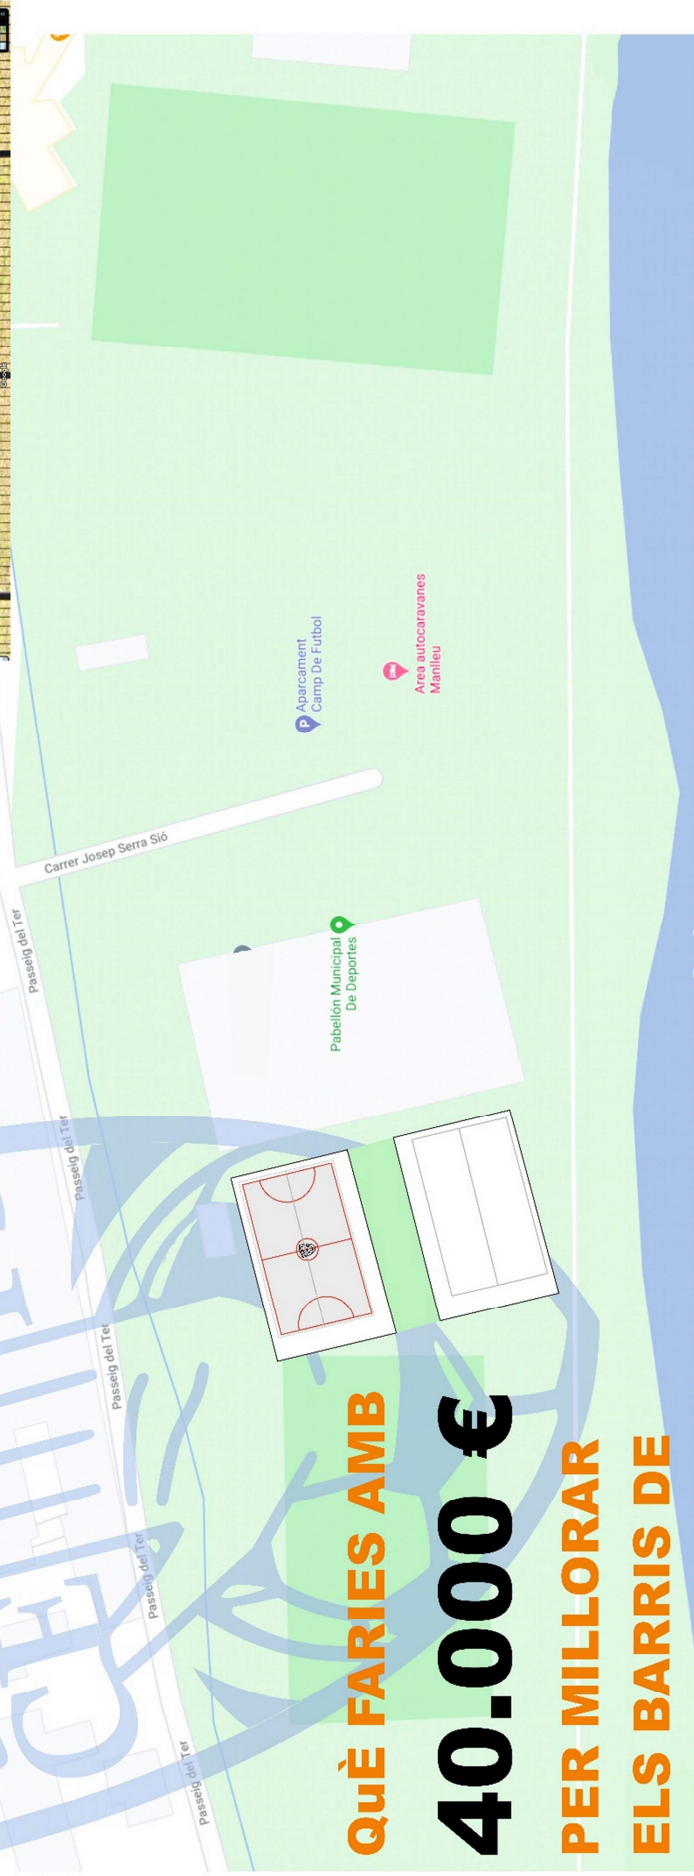 Passeig del Ter
Carrer Josep Serra Sió
Aparcament
Camp De Futbol
P
Area autocaravanes
Manlleu
Pabellón Municipal
De Deportes
Passeig del Ter
Passeig del Ter
Passeig del Ter
Passeig del Ter
QuÈ FARIES AMB
40.000 €
PER MILLORAR
ELS BARRIS DE